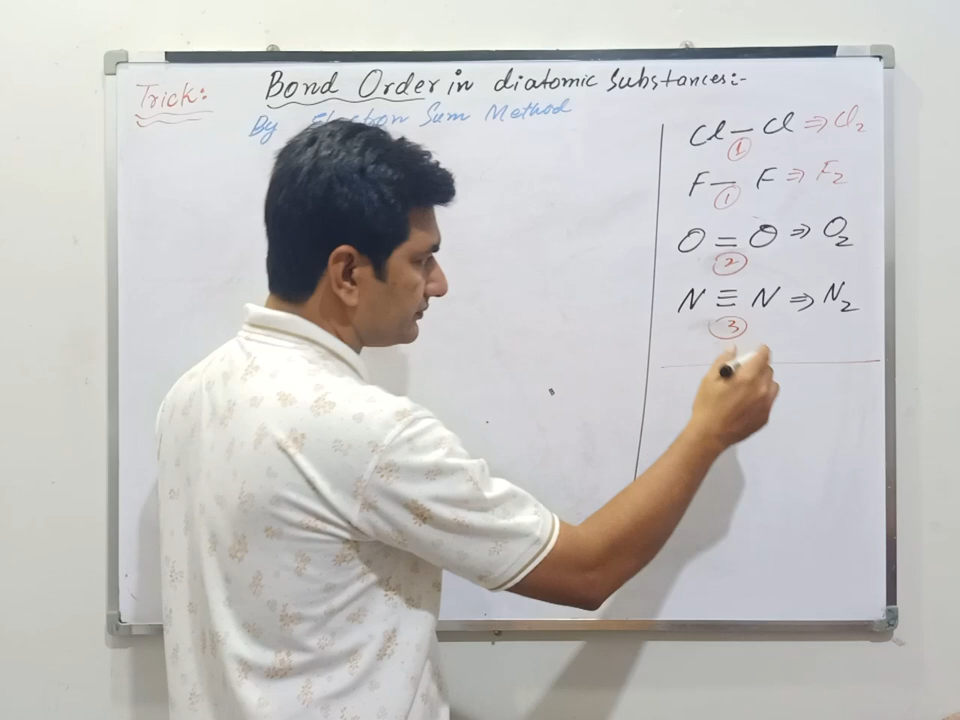 Trick:
Bond Order in diatomic Substances:-
By Electron Sum Method
Cl — Cl ⇒ Cl2
1
F — F ⇒ F2
1
O = O ⇒ O2
2
N ≡ N ⇒ N2
3